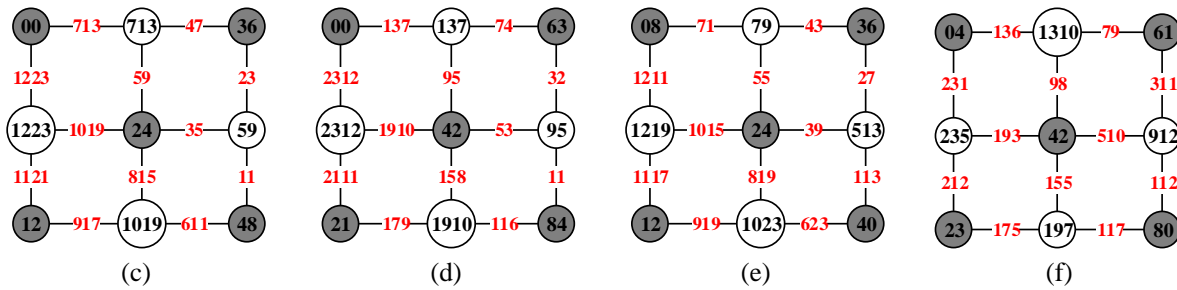 00 713 713 47 36
1223 59 23
1223 1019 24 35 59
1121 815 11
12 917 1019 611 48
(c)
00 137 137 74 63
2312 95 32
2312 1910 42 53 95
2111 158 11
21 179 1910 116 84
(d)
08 71 79 43 36
1211 55 27
1219 1015 24 39 513
1117 819 113
12 919 1023 623 40
(e)
04 136 1310 79 61
231 98 311
235 193 42 510 912
212 155 112
23 175 197 117 80
(f)